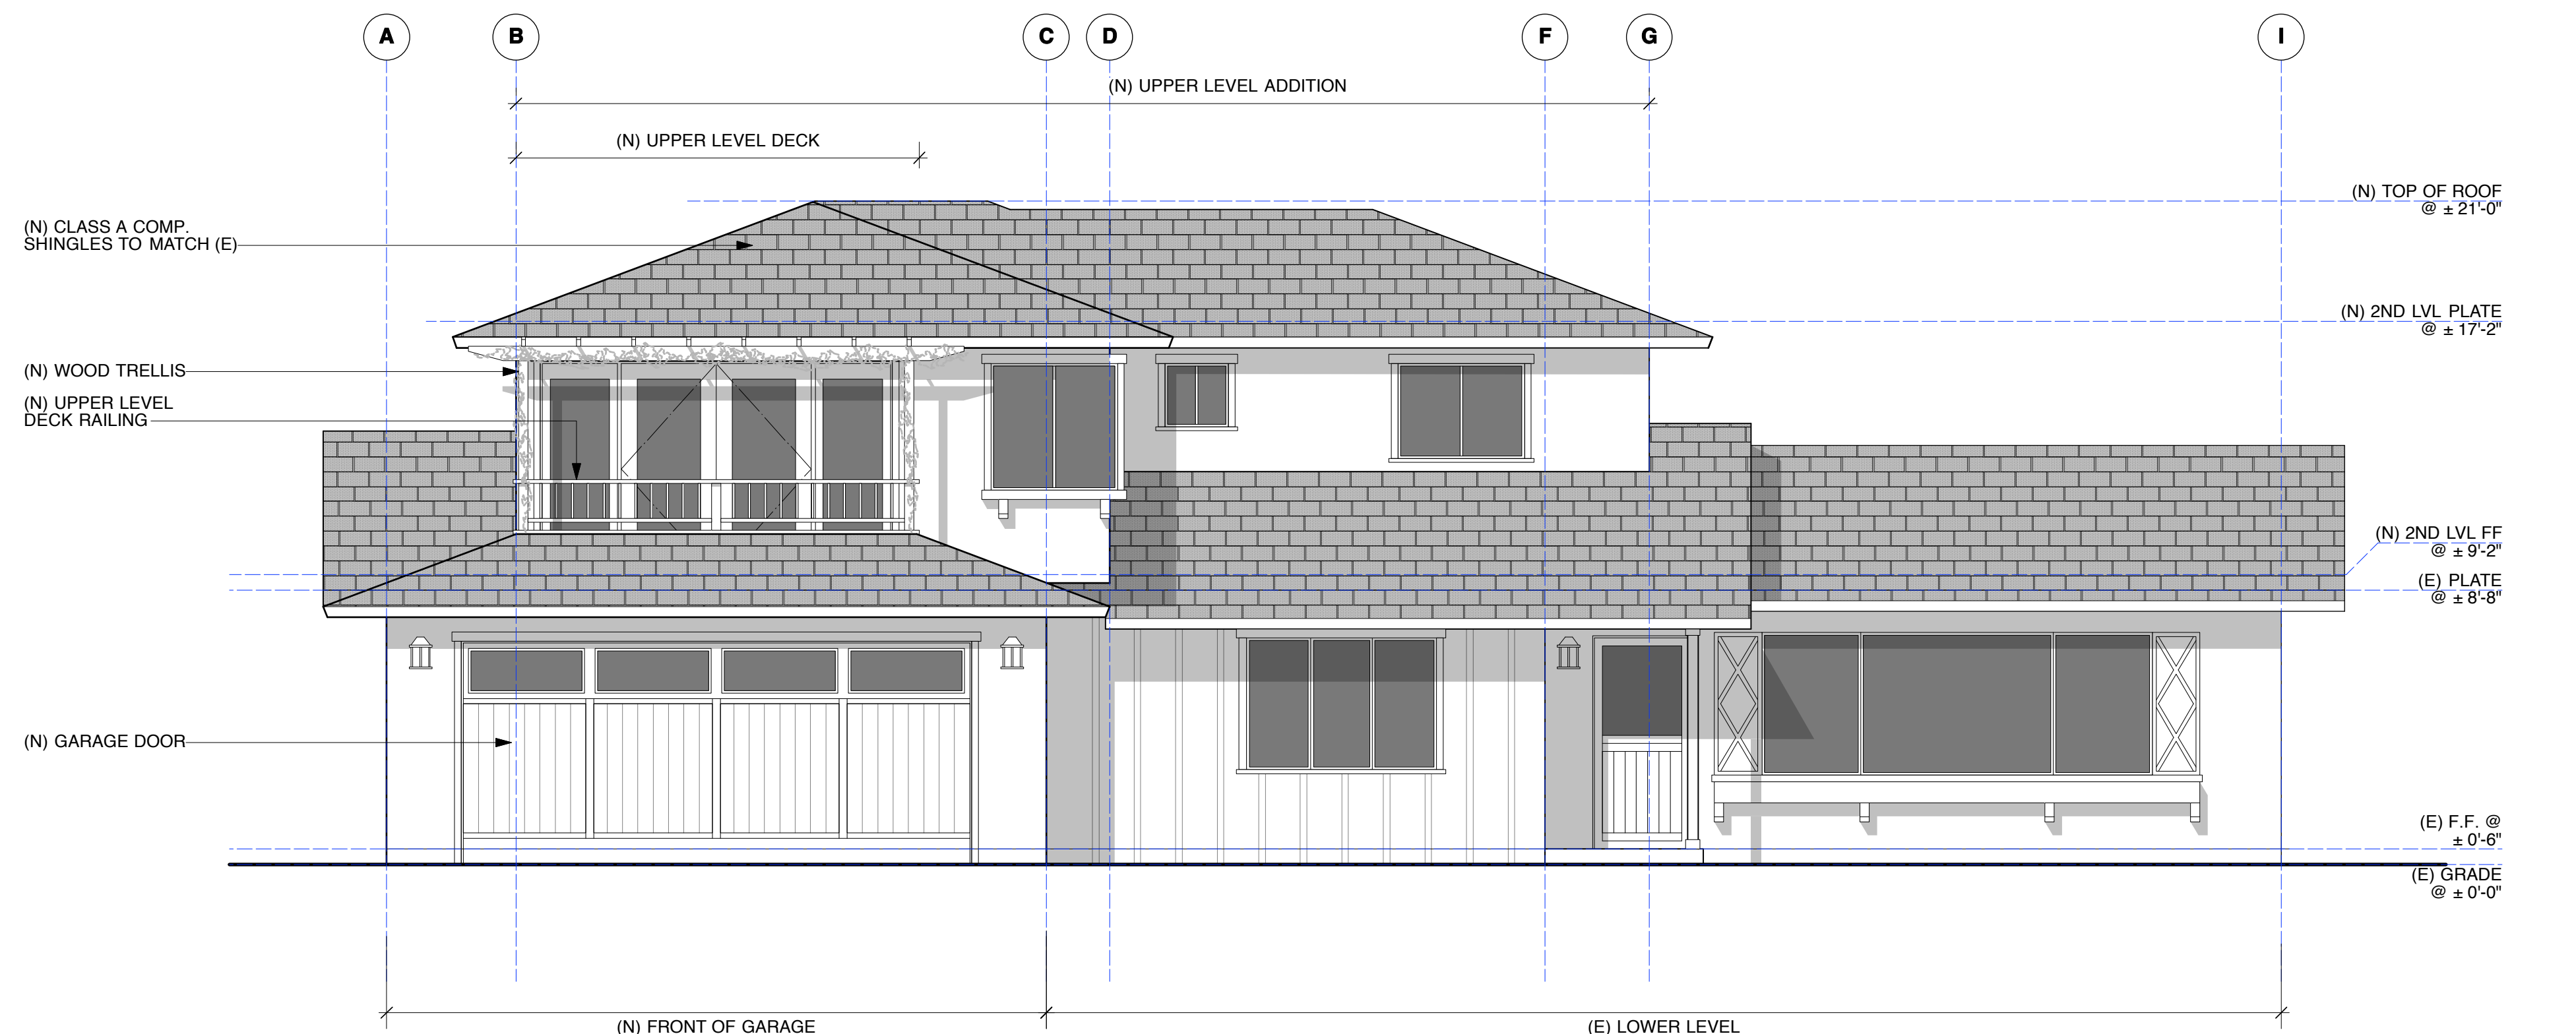 A B C D F G I
(N) UPPER LEVEL ADDITION
(N) UPPER LEVEL DECK
(N) TOP OF ROOF
@ ± 21'-0"
(N) CLASS A COMP.
SHINGLES TO MATCH (E)
(N) 2ND LVL PLATE
@ ± 17'-2"
(N) WOOD TRELLIS
(N) UPPER LEVEL
DECK RAILING
(N) 2ND LVL FF
@ ± 9'-2"
(E) PLATE
@ ± 8'-8"
(N) GARAGE DOOR
(E) F.F. @
± 0'-6"
(E) GRADE
@ ± 0'-0"
(N) FRONT OF GARAGE
(E) LOWER LEVEL